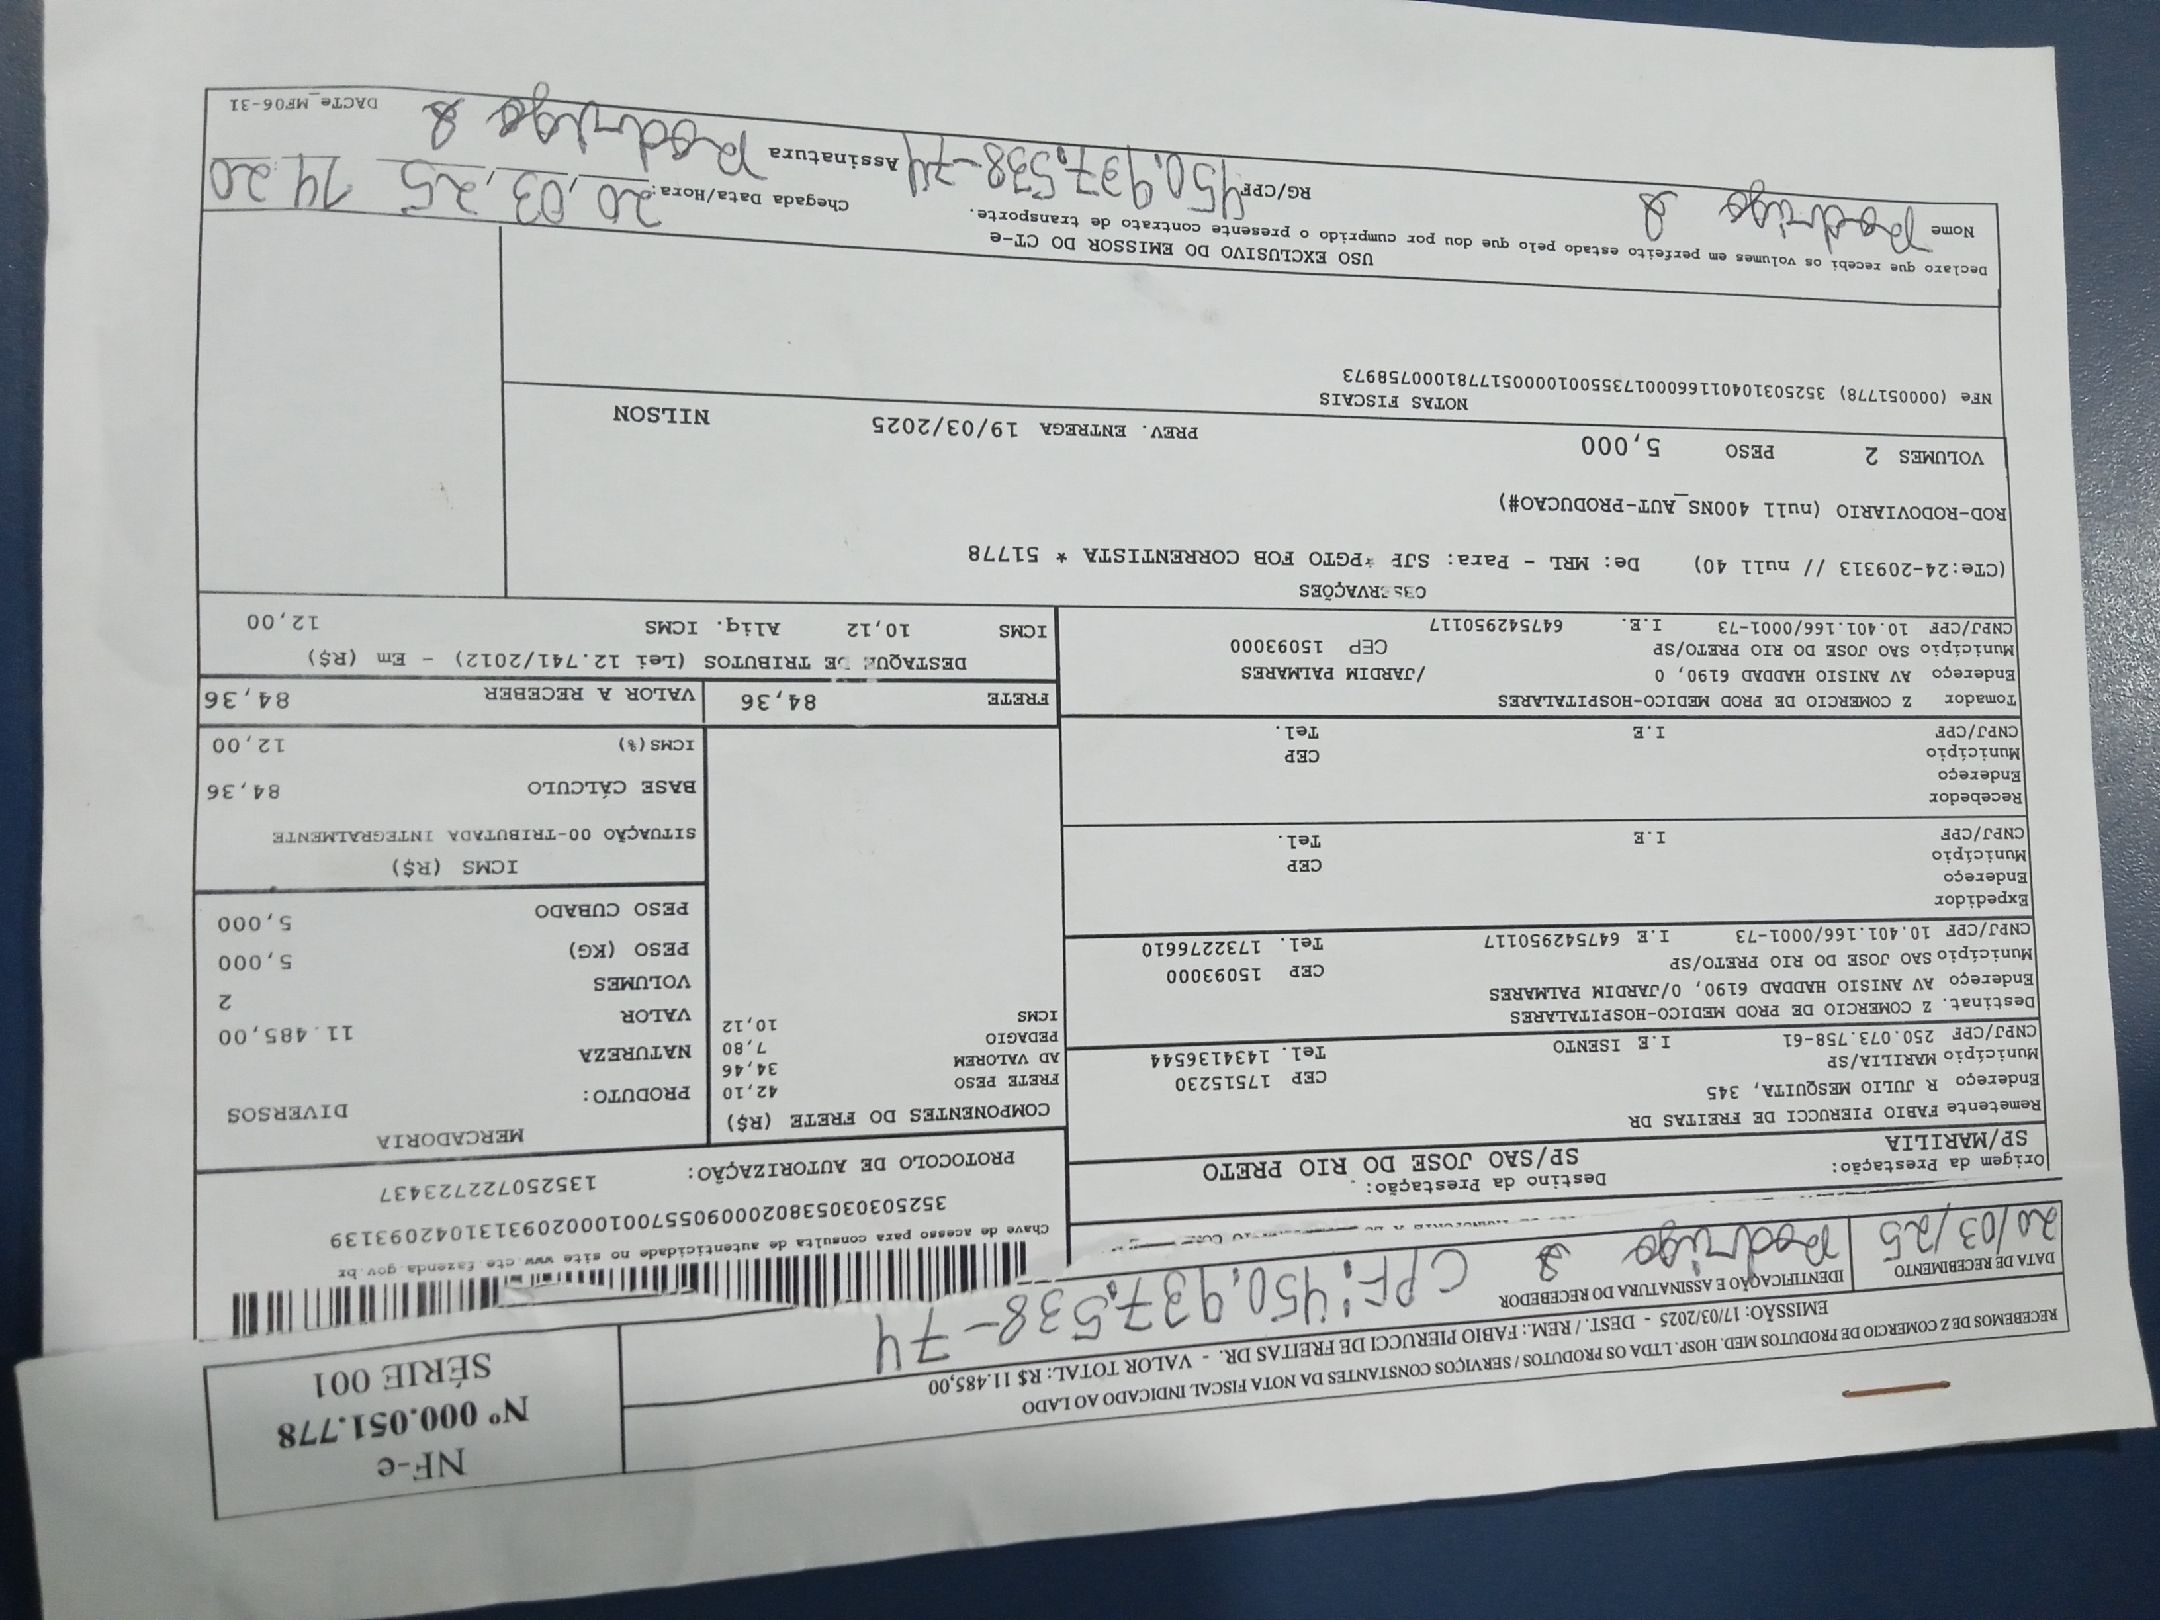 RECEBEMOS DE Z COMERCIO DE PRODUTOS MED. HOSP. LTDA OS PRODUTOS / SERVIÇOS CONSTANTES DA NOTA FISCAL INDICADO AO LADO
EMISSÃO: 17/03/2025 - DEST. / REM.: FABIO PIERUCCI DE FREITAS DR. - VALOR TOTAL: R$ 11.485,00
NF-e
Nº 000.051.778
SÉRIE 001
DATA DE RECEBIMENTO
20/03/25
IDENTIFICAÇÃO E ASSINATURA DO RECEBEDOR
Rodrigo CPF: 450.937.538-74
Chave de acesso para consulta de autenticidade no site www.cte.fazenda.gov.br
35250303053802000905570010002093131042093139
PROTOCOLO DE AUTORIZAÇÃO:
135250722723437
Origem da Prestação:
SP/MARILIA
Destino da Prestação:
SP/SAO JOSE DO RIO PRETO
Remetente FABIO PIERUCCI DE FREITAS DR
Endereço R JULIO MESQUITA, 345
Município MARILIA/SP CEP 17515230
CNPJ/CPF 250.073.758-61 I.E ISENTO Tel. 1434136544
Destinat. Z COMERCIO DE PROD MEDICO-HOSPITALARES
Endereço AV ANISIO HADDAD 6190, 0/JARDIM PALMARES
Município SAO JOSE DO RIO PRETO/SP CEP 15093000
CNPJ/CPF 10.401.166/0001-73 I.E 647542950117 Tel. 1732276610
Expedidor
Endereço
Município CEP
CNPJ/CPF I.E Tel.
Recebedor
Endereço
Município CEP
CNPJ/CPF I.E Tel.
Tomador Z COMERCIO DE PROD MEDICO-HOSPITALARES
Endereço AV ANISIO HADDAD 6190, 0 /JARDIM PALMARES
Município SAO JOSE DO RIO PRETO/SP CEP 15093000
CNPJ/CPF 10.401.166/0001-73 I.E. 647542950117
COMPONENTES DO FRETE (R$)
FRETE PESO 42,10
AD VALOREM 34,46
PEDAGIO 7,80
ICMS 10,12
MERCADORIA
PRODUTO: DIVERSOS
NATUREZA
VALOR 11.485,00
VOLUMES 2
PESO (KG) 5,000
PESO CUBADO 5,000
ICMS (R$)
SITUAÇÃO 00-TRIBUTADA INTEGRALMENTE
BASE CÁLCULO 84,36
ICMS(%) 12,00
FRETE 84,36
VALOR A RECEBER 84,36
DESTAQUE DE TRIBUTOS (Lei 12.741/2012) - Em (R$)
ICMS 10,12 Aliq. ICMS 12,00
OBSERVAÇÕES
(CTe:24-209313 // null 40) De: MRL - Para: SJP *PGTO FOB CORRENTISTA * 51778
ROD-RODOVIARIO (null 400NS_AUT-PRODUCAO#)
VOLUMES 2 PESO 5,000 PREV. ENTREGA 19/03/2025 NILSON
NOTAS FISCAIS
NFe (000051778) 35250310401166000173550010000517781000758973
USO EXCLUSIVO DO EMISSOR DO CT-e
Declaro que recebi os volumes em perfeito estado pelo que dou por cumprido o presente contrato de transporte.
Chegada Data/Hora: 20,03,25 14:20
Nome Rodrigo
RG/CPF 450.937.538-74 Assinatura Rodrigo
DACTe_MF06-31